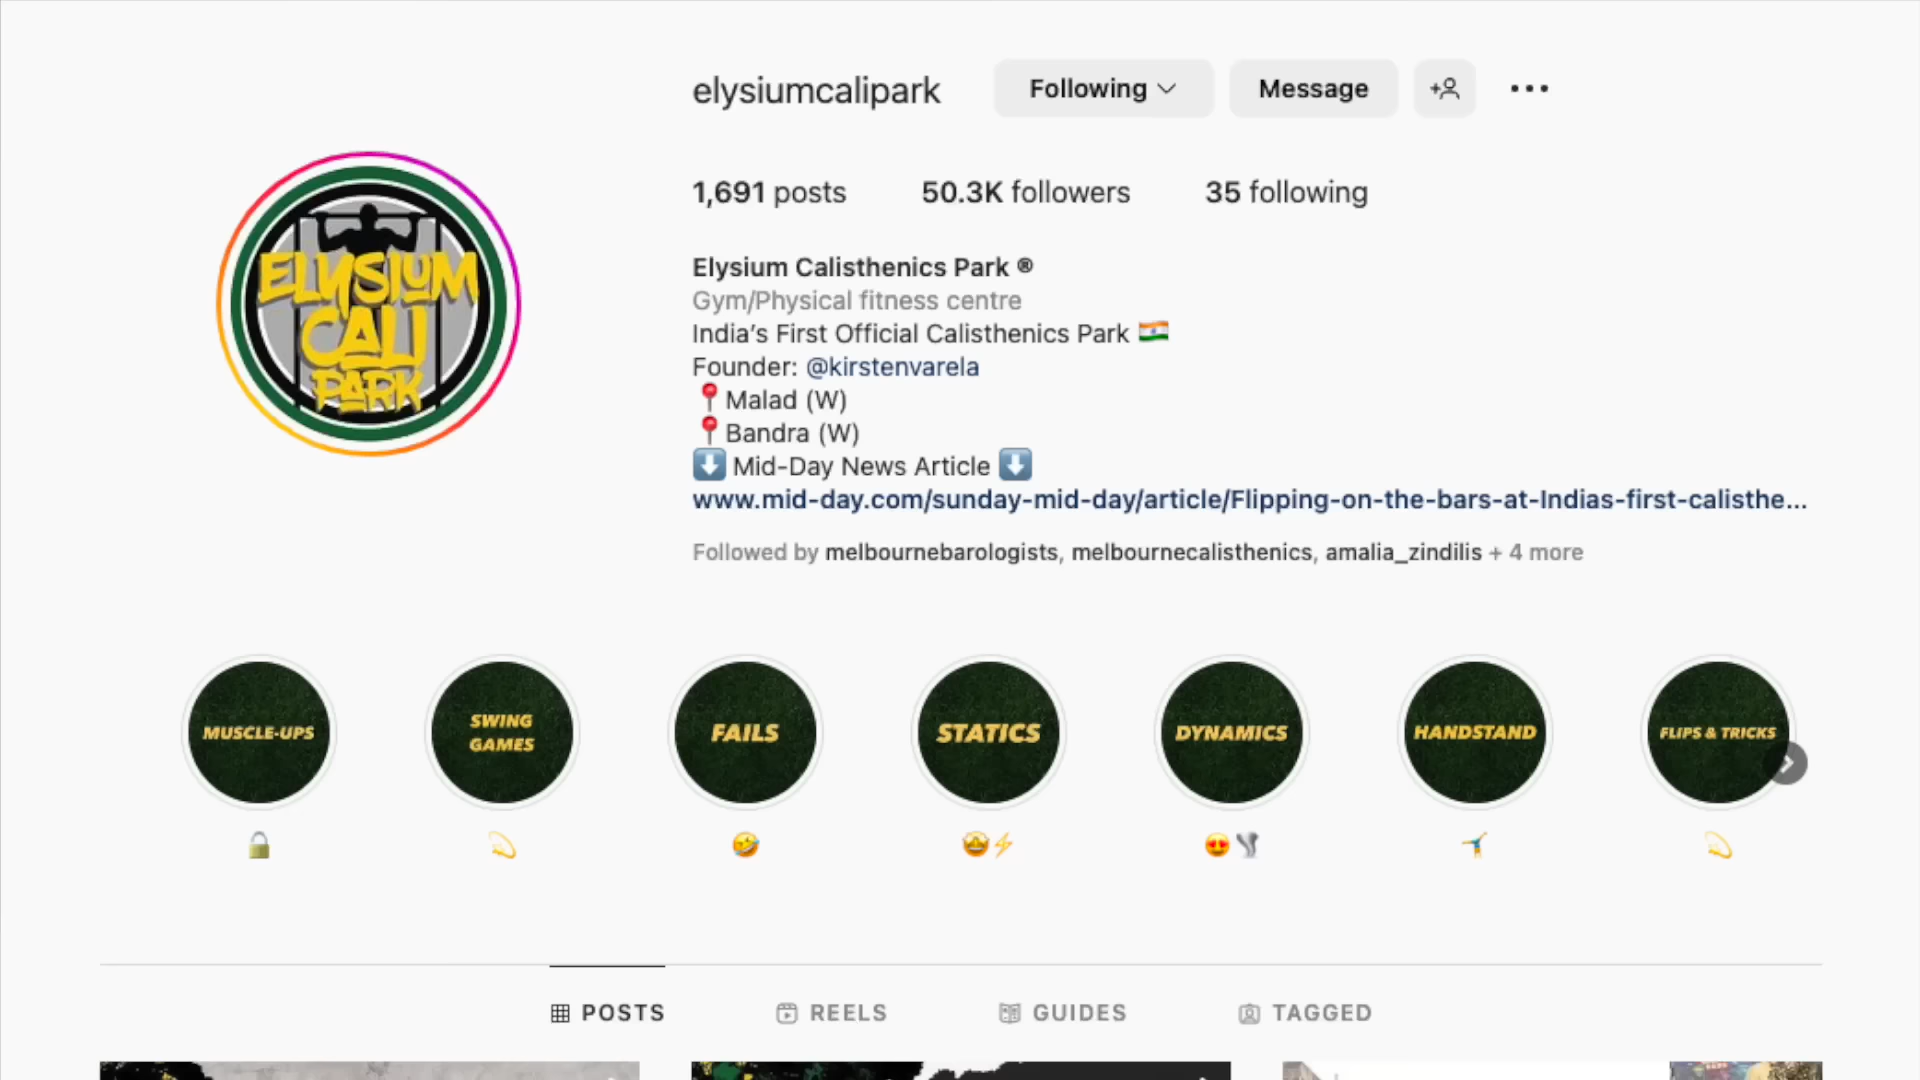 elysiumcalipark
Following
Message
1,691 posts
50.3K followers
35 following
ELYSIUM
CALI
PARK
Elysium Calisthenics Park ®
Gym/Physical fitness centre
India’s First Official Calisthenics Park 🇮🇳
Founder: @kirstenvarela
📍Malad (W)
📍Bandra (W)
⬇️ Mid-Day News Article ⬇️
www.mid-day.com/sunday-mid-day/article/Flipping-on-the-bars-at-Indias-first-calisthe...
Followed by melbournebarologists, melbournecalisthenics, amalia_zindilis + 4 more
MUSCLE-UPS
SWING
GAMES
FAILS
STATICS
DYNAMICS
HANDSTAND
FLIPS & TRICKS
POSTS
REELS
GUIDES
TAGGED